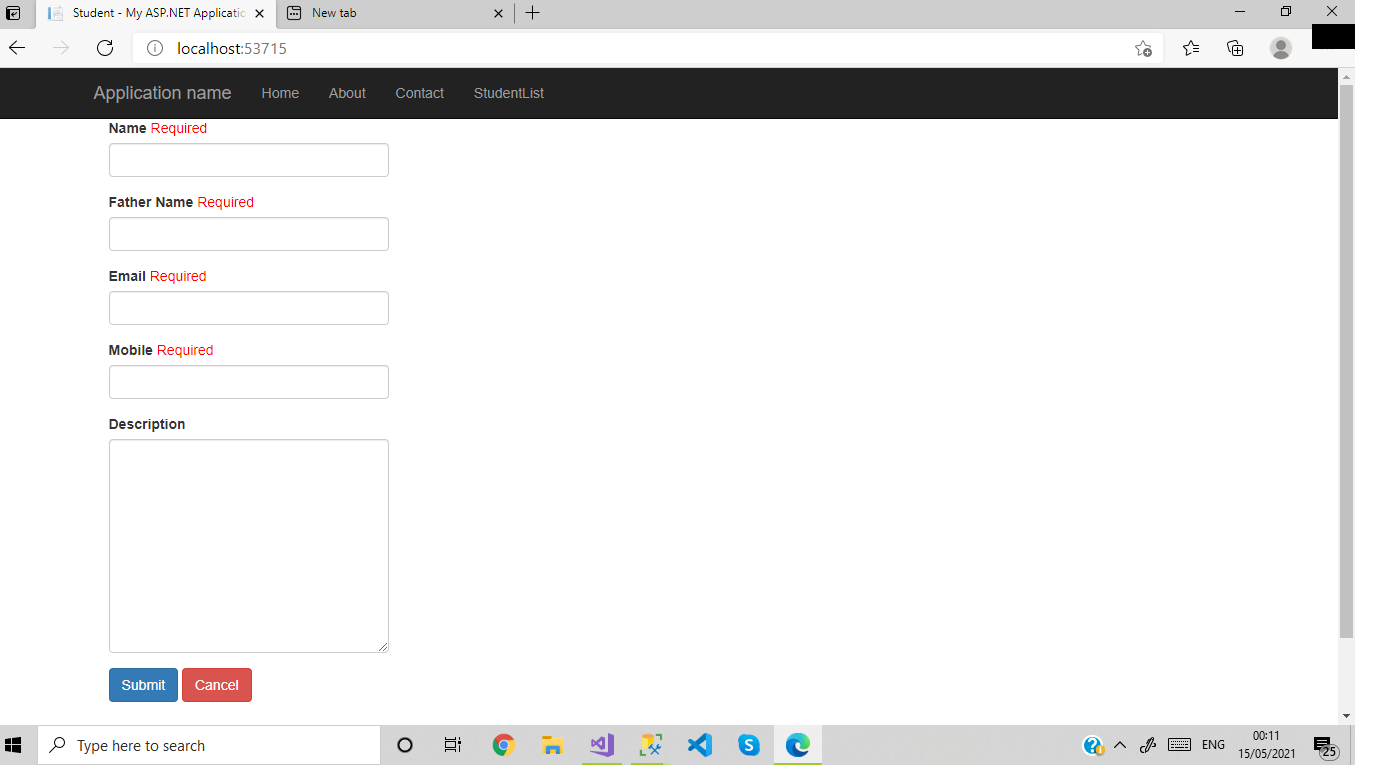 Student - My ASP.NET Applicatic
New tab
localhost:53715
Application name Home About Contact StudentList
Name Required
Father Name Required
Email Required
Mobile Required
Description
Submit Cancel
Type here to search
ENG
00:11
15/05/2021
25